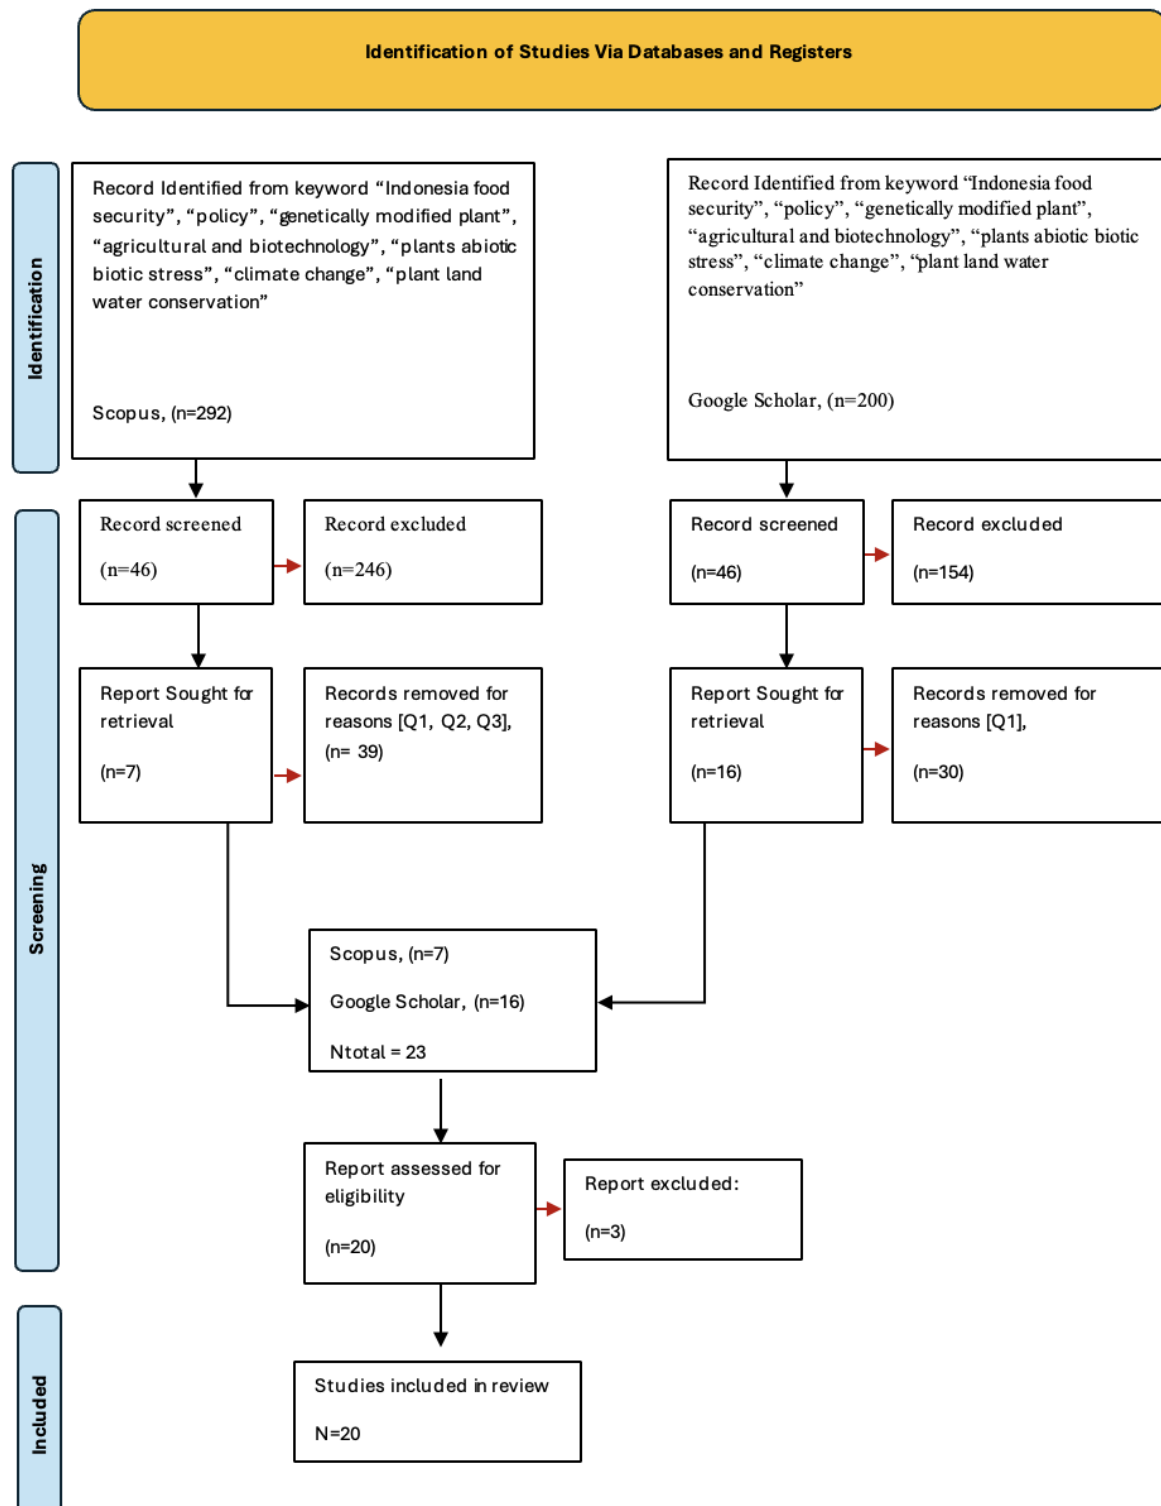 Identification of Studies Via Databases and Registers
Identification
Record Identified from keyword “Indonesia food
security”, “policy”, “genetically modified plant”,
“agricultural and biotechnology”, “plants abiotic
biotic stress”, “climate change”, “plant land
water conservation”
Scopus, (n=292)
Record Identified from keyword “Indonesia food
security”, “policy”, “genetically modified plant”,
“agricultural and biotechnology”, “plants abiotic biotic
stress”, “climate change”, “plant land water
conservation”
Google Scholar, (n=200)
Screening
Record screened
(n=46)
Record excluded
(n=246)
Record screened
(n=46)
Record excluded
(n=154)
Report Sought for
retrieval
(n=7)
Records removed for
reasons [Q1, Q2, Q3],
(n= 39)
Report Sought for
retrieval
(n=16)
Records removed for
reasons [Q1],
(n=30)
Scopus, (n=7)
Google Scholar, (n=16)
Ntotal = 23
Report assessed for
eligibility
(n=20)
Report excluded:
(n=3)
Included
Studies included in review
N=20